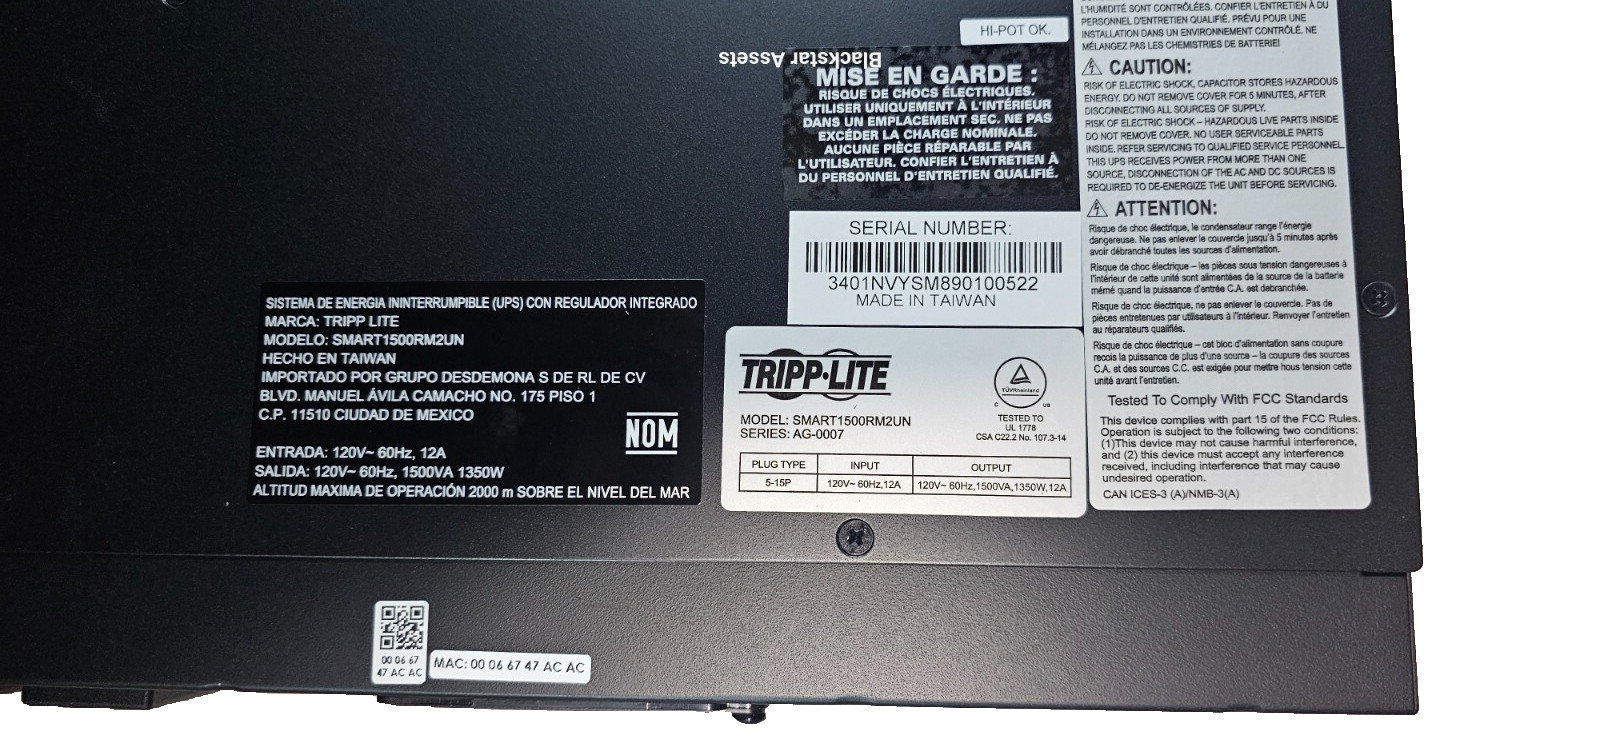 HI-POT OK.
Blackstar Assets
MISE EN GARDE :
RISQUE DE CHOCS ÉLECTRIQUES.
UTILISER UNIQUEMENT À L'INTÉRIEUR
DANS UN EMPLACEMENT SEC. NE PAS
EXCÉDER LA CHARGE NOMINALE.
AUCUNE PIÈCE RÉPARABLE PAR
L'UTILISATEUR. CONFIER L'ENTRETIEN À
DU PERSONNEL D'ENTRETIEN QUALIFIÉ.
SERIAL NUMBER:
3401NVYSM890100522
MADE IN TAIWAN
SISTEMA DE ENERGIA ININTERRUMPIBLE (UPS) CON REGULADOR INTEGRADO
MARCA: TRIPP LITE
MODELO: SMART1500RM2UN
HECHO EN TAIWAN
IMPORTADO POR GRUPO DESDEMONA S DE RL DE CV
BLVD. MANUEL ÁVILA CAMACHO NO. 175 PISO 1
C.P. 11510 CIUDAD DE MEXICO
NOM
ENTRADA: 120V~ 60Hz, 12A
SALIDA: 120V~ 60Hz, 1500VA 1350W
ALTITUD MAXIMA DE OPERACIÓN 2000 m SOBRE EL NIVEL DEL MAR
TRIPP·LITE
MODEL: SMART1500RM2UN
SERIES: AG-0007
TÜVRheinland
C US
TESTED TO
UL 1778
CSA C22.2 No. 107.3-14
PLUG TYPE INPUT OUTPUT
5-15P 120V~ 60Hz,12A 120V~ 60Hz,1500VA,1350W,12A
L'HUMIDITÉ SONT CONTRÔLÉES. CONFIER L'ENTRETIEN À DU
PERSONNEL D'ENTRETIEN QUALIFIÉ. PRÉVU POUR UNE
INSTALLATION DANS UN ENVIRONNEMENT CONTRÔLÉ. NE
MÉLANGEZ PAS LES CHEMISTRIES DE BATTERIE!
CAUTION:
RISK OF ELECTRIC SHOCK, CAPACITOR STORES HAZARDOUS
ENERGY. DO NOT REMOVE COVER FOR 5 MINUTES, AFTER
DISCONNECTING ALL SOURCES OF SUPPLY.
RISK OF ELECTRIC SHOCK – HAZARDOUS LIVE PARTS INSIDE
DO NOT REMOVE COVER. NO USER SERVICEABLE PARTS
INSIDE. REFER SERVICING TO QUALIFIED SERVICE PERSONNEL.
THIS UPS RECEIVES POWER FROM MORE THAN ONE
SOURCE, DISCONNECTION OF THE AC AND DC SOURCES IS
REQUIRED TO DE-ENERGIZE THE UNIT BEFORE SERVICING.
ATTENTION:
Risque de choc électrique, le condensateur range l'énergie
dangereuse. Ne pas enlever le couvercle jusqu'à 5 minutes après
avoir débranché toutes les sources d'alimentation.
Risque de choc électrique – les pièces sous tension dangereuses à
l'intérieur de cette unité sont alimentées de la source de la batterie
mémé quand la puissance d'entrée C.A. est debranchée.
Risque de choc électrique, ne pas enlever le couvercle. Pas de
pièces entretenues par utilisateurs à l'intérieur. Renvoyer l'entretien
au réparateurs qualifiés.
Risque de choc électrique – cet bloc d'alimentation sans coupure
recois la puissance de plus d'une source – la coupure des sources
C.A. et des sources C.C. est exigée pour mettre hous tension cette
unité avant l'entretien.
Tested To Comply With FCC Standards
This device complies with part 15 of the FCC Rules.
Operation is subject to the following two conditions:
(1)This device may not cause harmful interference,
and (2) this device must accept any interference
received, including interference that may cause
undesired operation.
CAN ICES-3 (A)/NMB-3(A)
00 06 67
47 AC AC
MAC: 00 06 67 47 AC AC